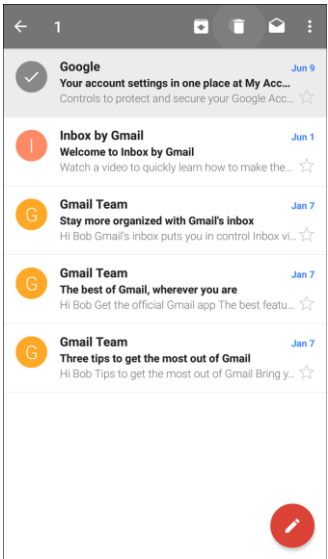 1
Google Jun 9
Your account settings in one place at My Acc...
Controls to protect and secure your Google Acc...
I
Inbox by Gmail Jun 1
Welcome to Inbox by Gmail
Watch a video to quickly learn how to make the...
G
Gmail Team Jan 7
Stay more organized with Gmail's inbox
Hi Bob Gmail's inbox puts you in control Inbox vi...
G
Gmail Team Jan 7
The best of Gmail, wherever you are
Hi Bob Get the official Gmail app The best featu...
G
Gmail Team Jan 7
Three tips to get the most out of Gmail
Hi Bob Tips to get the most out of Gmail Bring y...